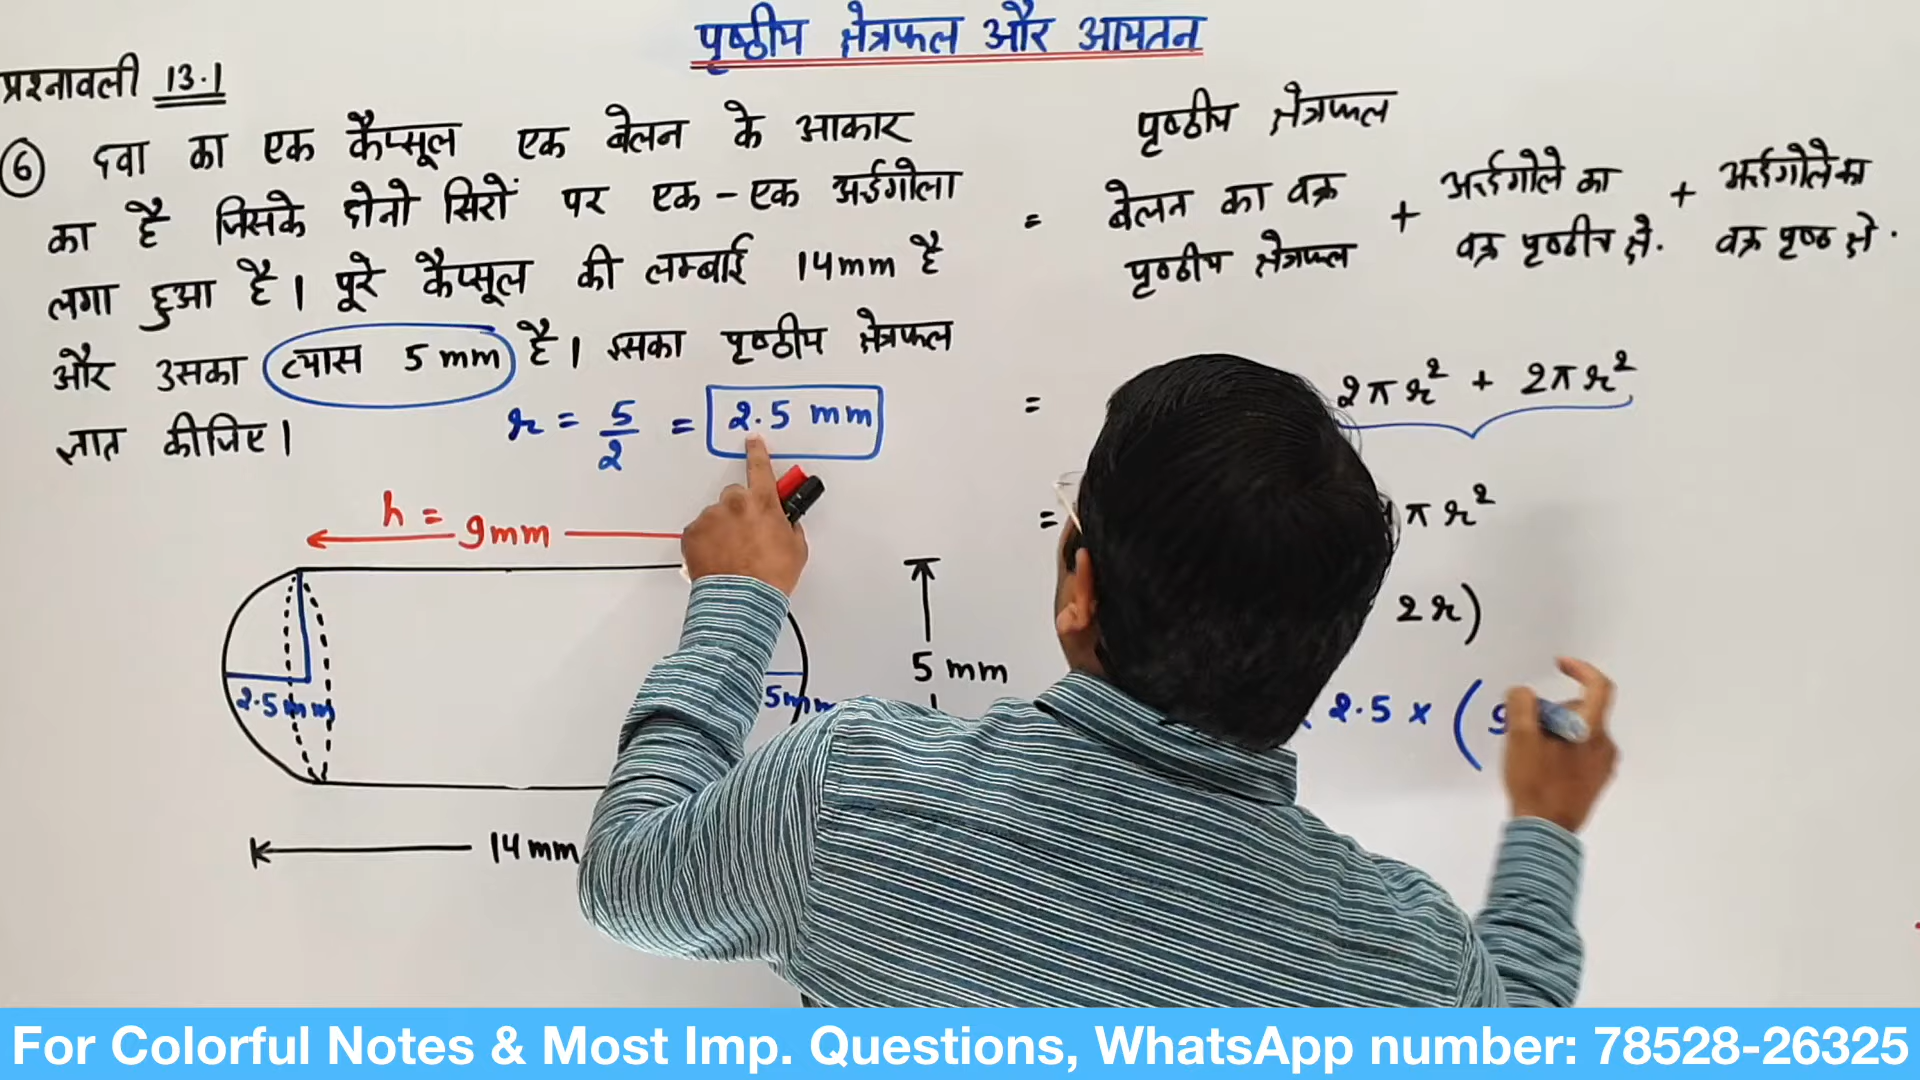 पृष्ठीय क्षेत्रफल और आयतन
प्रश्नावली 13.1
6 दवा का एक कैप्सूल एक बेलन के आकार
का है जिसके दोनो सिरों पर एक-एक अर्द्धगोला
लगा हुआ है। पूरे कैप्सूल की लम्बाई 14mm है
और उसका व्यास 5 mm है। इसका पृष्ठीय क्षेत्रफल
ज्ञात कीजिए।
r = 5/2 = 2.5 mm
h = 9mm
2.5mm
5mm
5 mm
14mm
पृष्ठीय क्षेत्रफल
= बेलन का वक्र पृष्ठीय क्षेत्रफल + अर्द्धगोले का वक्र पृष्ठीय क्षे. + अर्द्धगोले का वक्र पृष्ठ क्षे.
= 2πr² + 2πr²
= πr²
2r)
2.5 × (
For Colorful Notes & Most Imp. Questions, WhatsApp number: 78528-26325